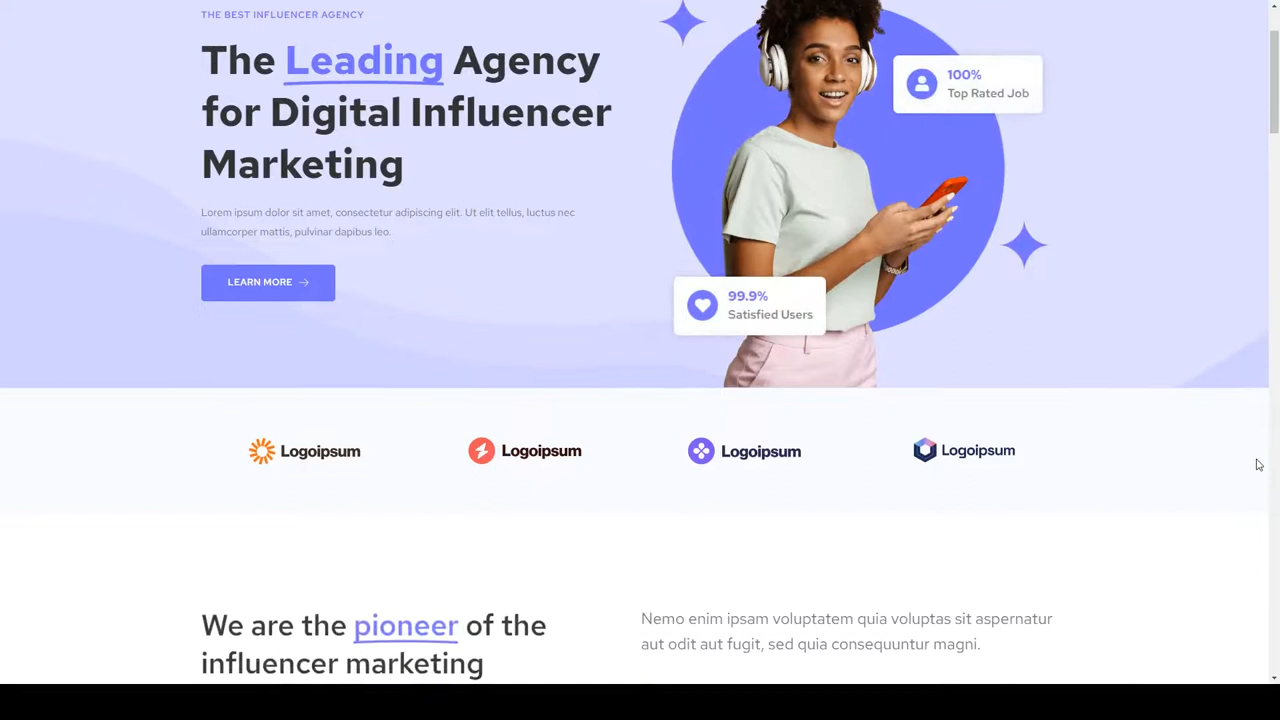 THE BEST INFLUENCER AGENCY
The Leading Agency
for Digital Influencer
Marketing
Lorem ipsum dolor sit amet, consectetur adipiscing elit. Ut elit tellus, luctus nec
ullamcorper mattis, pulvinar dapibus leo.
LEARN MORE
100%
Top Rated Job
99.9%
Satisfied Users
Logoipsum
Logoipsum
Logoipsum
Logoipsum
We are the pioneer of the
influencer marketing
Nemo enim ipsam voluptatem quia voluptas sit aspernatur
aut odit aut fugit, sed quia consequuntur magni.